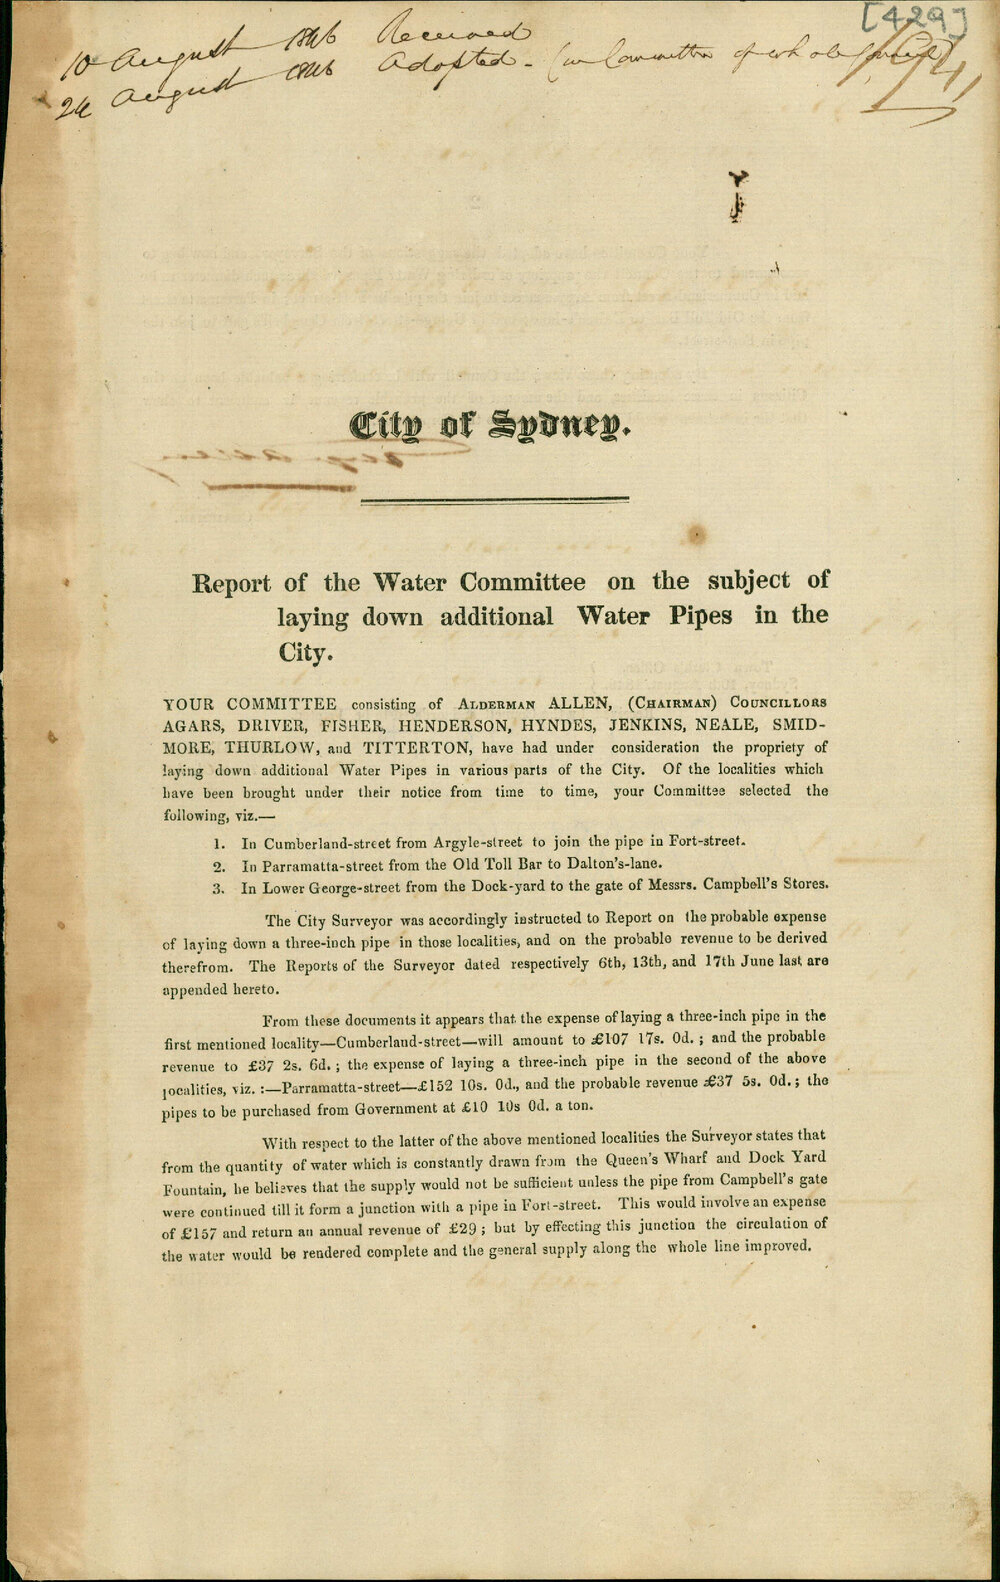 [429]
10 August 1846 Received
24 August 1846 Adopted - (in Committee of whole Council)
City of Sydney.
Report of the Water Committee on the subject of
laying down additional Water Pipes in the
City.
YOUR COMMITTEE consisting of ALDERMAN ALLEN, (CHAIRMAN) COUNCILLORS
AGARS, DRIVER, FISHER, HENDERSON, HYNDES, JENKINS, NEALE, SMID-
MORE, THURLOW, and TITTERTON, have had under consideration the propriety of
laying down additional Water Pipes in various parts of the City. Of the localities which
have been brought under their notice from time to time, your Committee selected the
following, viz.—
1. In Cumberland-street from Argyle-street to join the pipe in Fort-street.
2. In Parramatta-street from the Old Toll Bar to Dalton's-lane.
3. In Lower George-street from the Dock-yard to the gate of Messrs. Campbell's Stores.
The City Surveyor was accordingly instructed to Report on the probable expense
of laying down a three-inch pipe in those localities, and on the probable revenue to be derived
therefrom. The Reports of the Surveyor dated respectively 6th, 13th, and 17th June last are
appended hereto.
From these documents it appears that the expense of laying a three-inch pipe in the
first mentioned locality—Cumberland-street—will amount to £107 17s. 0d. ; and the probable
revenue to £37 2s. 6d. ; the expense of laying a three-inch pipe in the second of the above
localities, viz. :—Parramatta-street—£152 10s. 0d., and the probable revenue £37 5s. 0d. ; the
pipes to be purchased from Government at £10 10s 0d. a ton.
With respect to the latter of the above mentioned localities the Surveyor states that
from the quantity of water which is constantly drawn from the Queen's Wharf and Dock Yard
Fountain, he believes that the supply would not be sufficient unless the pipe from Campbell's gate
were continued till it form a junction with a pipe in Fort-street. This would involve an expense
of £157 and return an annual revenue of £29 ; but by effecting this junction the circulation of
the water would be rendered complete and the general supply along the whole line improved.